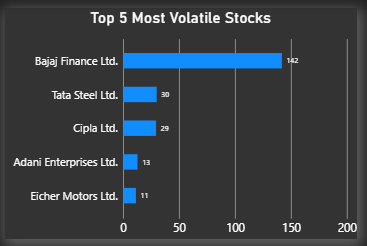 Top 5 Most Volatile Stocks
Bajaj Finance Ltd. 142
Tata Steel Ltd. 30
Cipla Ltd. 29
Adani Enterprises Ltd. 13
Eicher Motors Ltd. 11
0 50 100 150 200